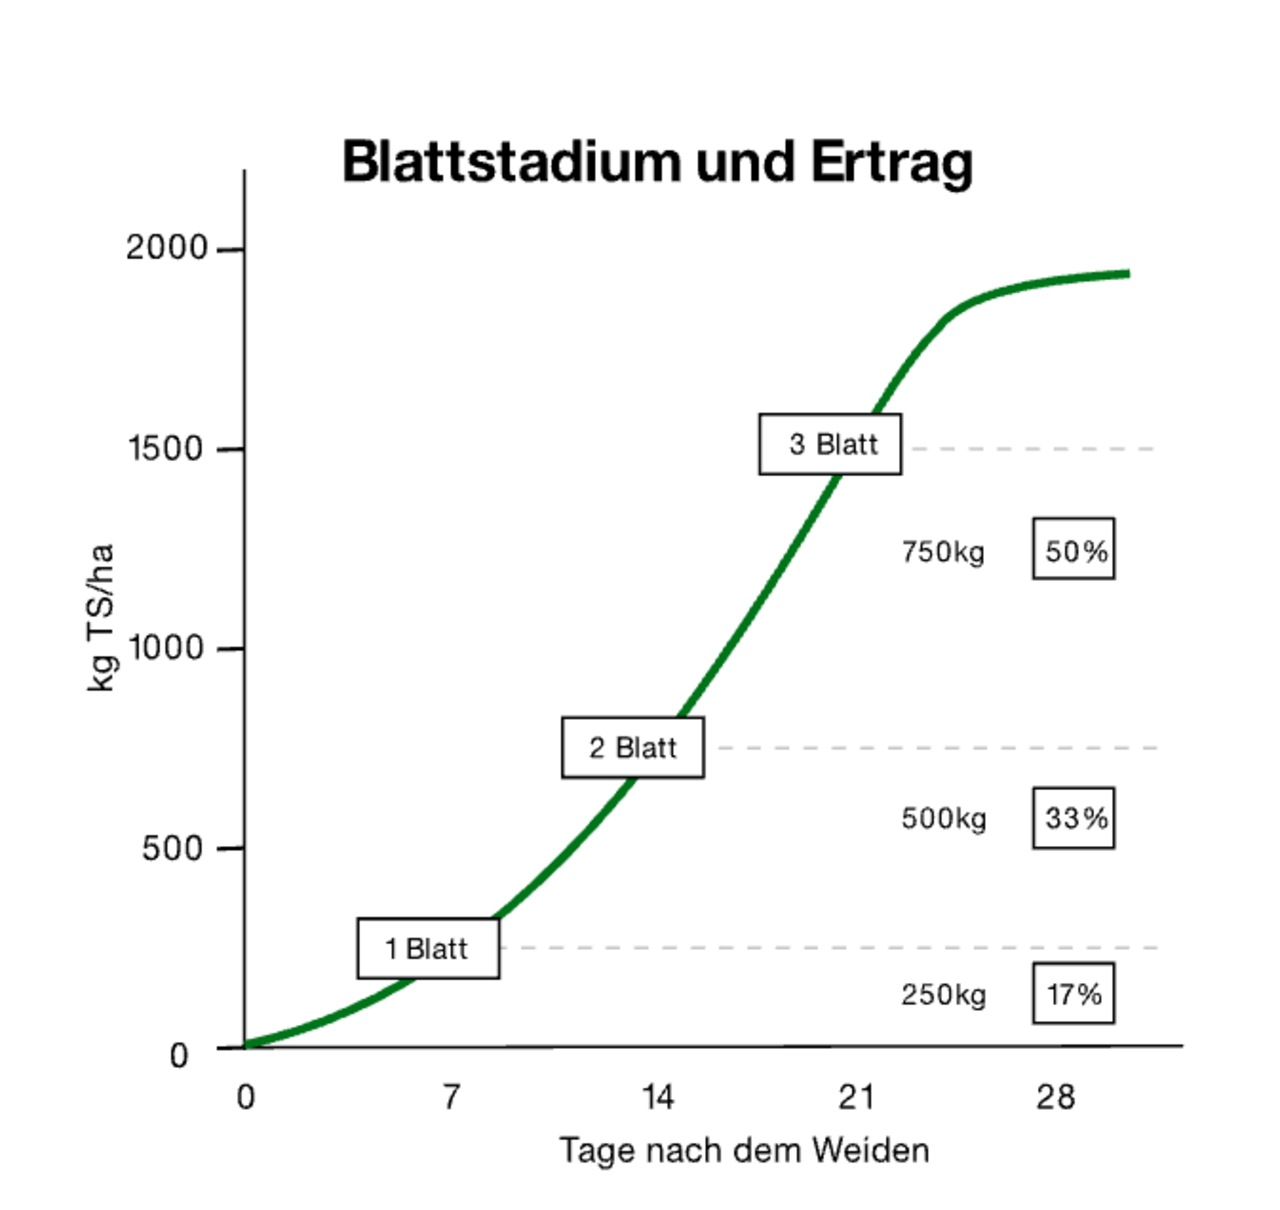 Blattstadium und Ertrag
2000
1500
1000
500
0
kg TS/ha
3 Blatt
750kg 50%
2 Blatt
500kg 33%
1 Blatt
250kg 17%
0 7 14 21 28
Tage nach dem Weiden